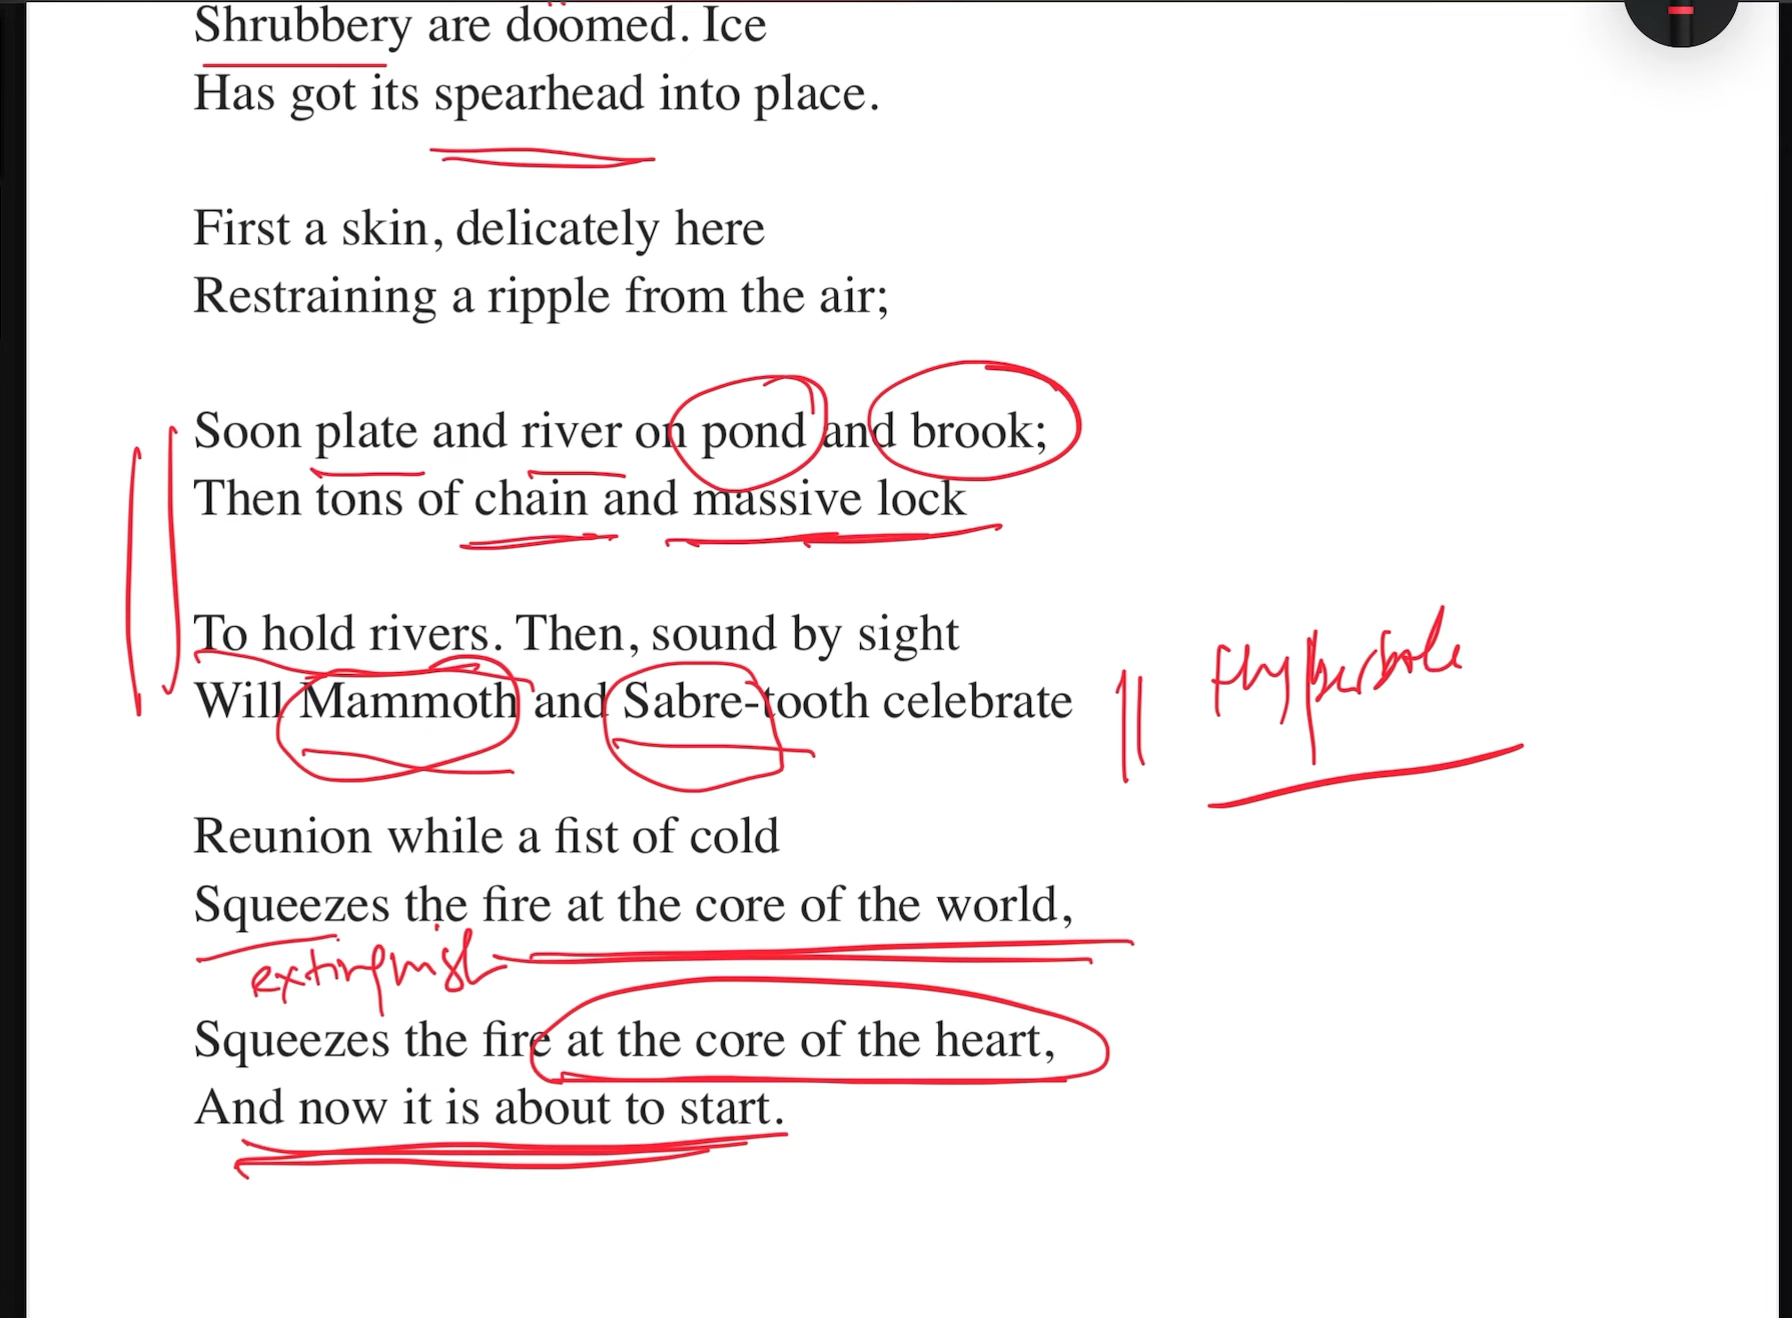 Shrubbery are doomed. Ice
Has got its spearhead into place.
First a skin, delicately here
Restraining a ripple from the air;
Soon plate and river on pond and brook;
Then tons of chain and massive lock
To hold rivers. Then, sound by sight
Will Mammoth and Sabre-tooth celebrate
Hyperbole
Reunion while a fist of cold
Squeezes the fire at the core of the world,
extinguish
Squeezes the fire at the core of the heart,
And now it is about to start.